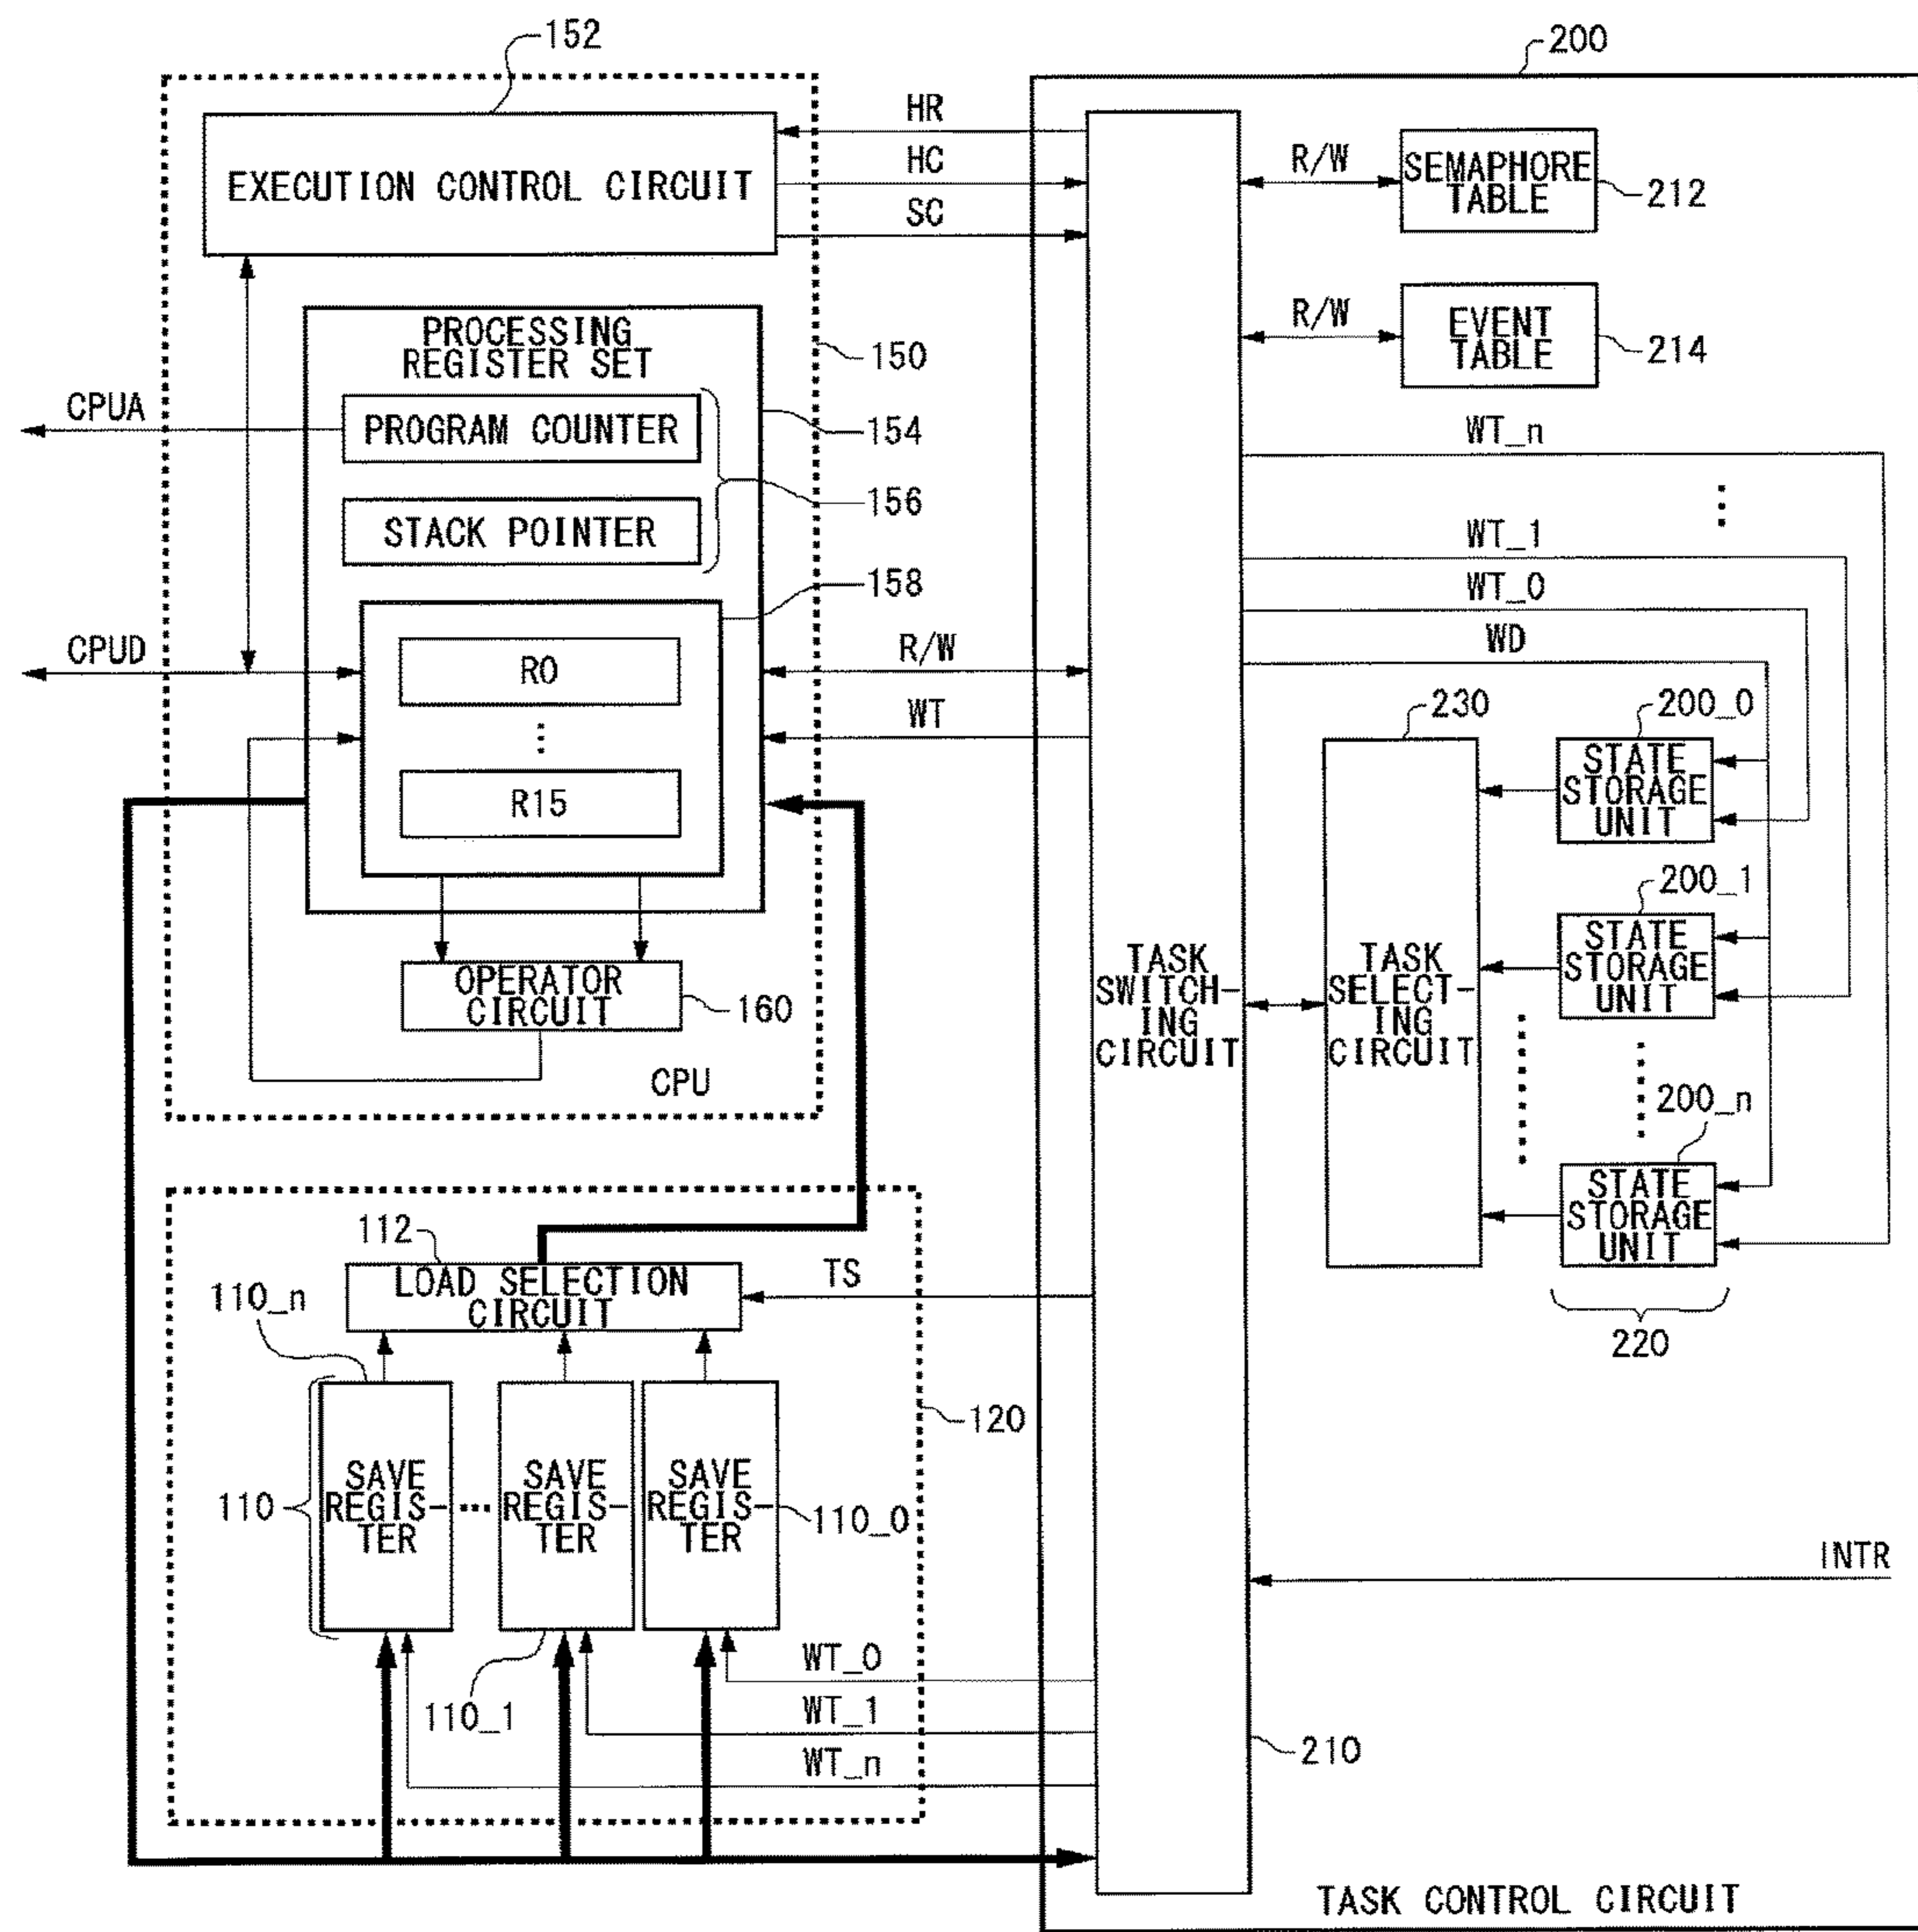 152
200
EXECUTION CONTROL CIRCUIT
HR
HC
SC
R/W
SEMAPHORE
TABLE
212
R/W
EVENT
TABLE
214
PROCESSING
REGISTER SET
150
CPUA
PROGRAM COUNTER
154
156
STACK POINTER
158
CPUD
R0
⋮
R15
R/W
WT
OPERATOR
CIRCUIT
160
CPU
WT_n
⋮
WT_1
WT_0
WD
230
200_0
STATE
STORAGE
UNIT
200_1
STATE
STORAGE
UNIT
TASK
SWITCH-
ING
CIRCUIT
TASK
SELECT-
ING
CIRCUIT
200_n
STATE
STORAGE
UNIT
220
112
LOAD SELECTION
CIRCUIT
TS
110_n
120
110
SAVE
REGIS-
TER
...
SAVE
REGIS-
TER
SAVE
REGIS-
TER
110_0
INTR
110_1
WT_0
WT_1
WT_n
210
TASK CONTROL CIRCUIT